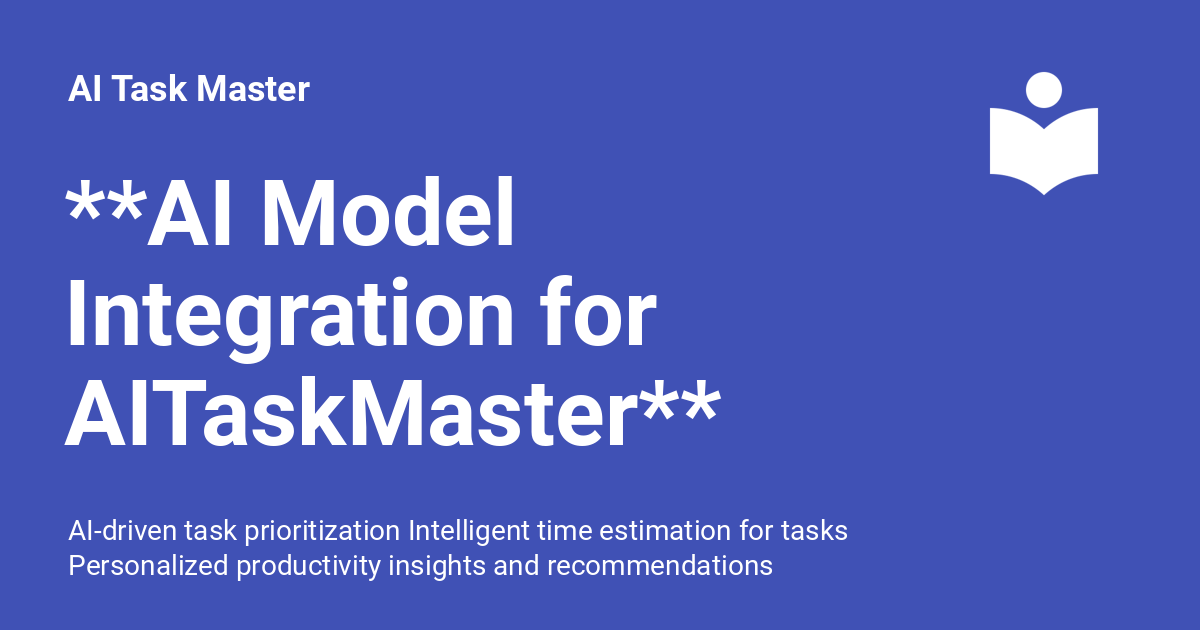 AI Task Master
**AI Model
Integration for
AITaskMaster**
AI-driven task prioritization Intelligent time estimation for tasks
Personalized productivity insights and recommendations